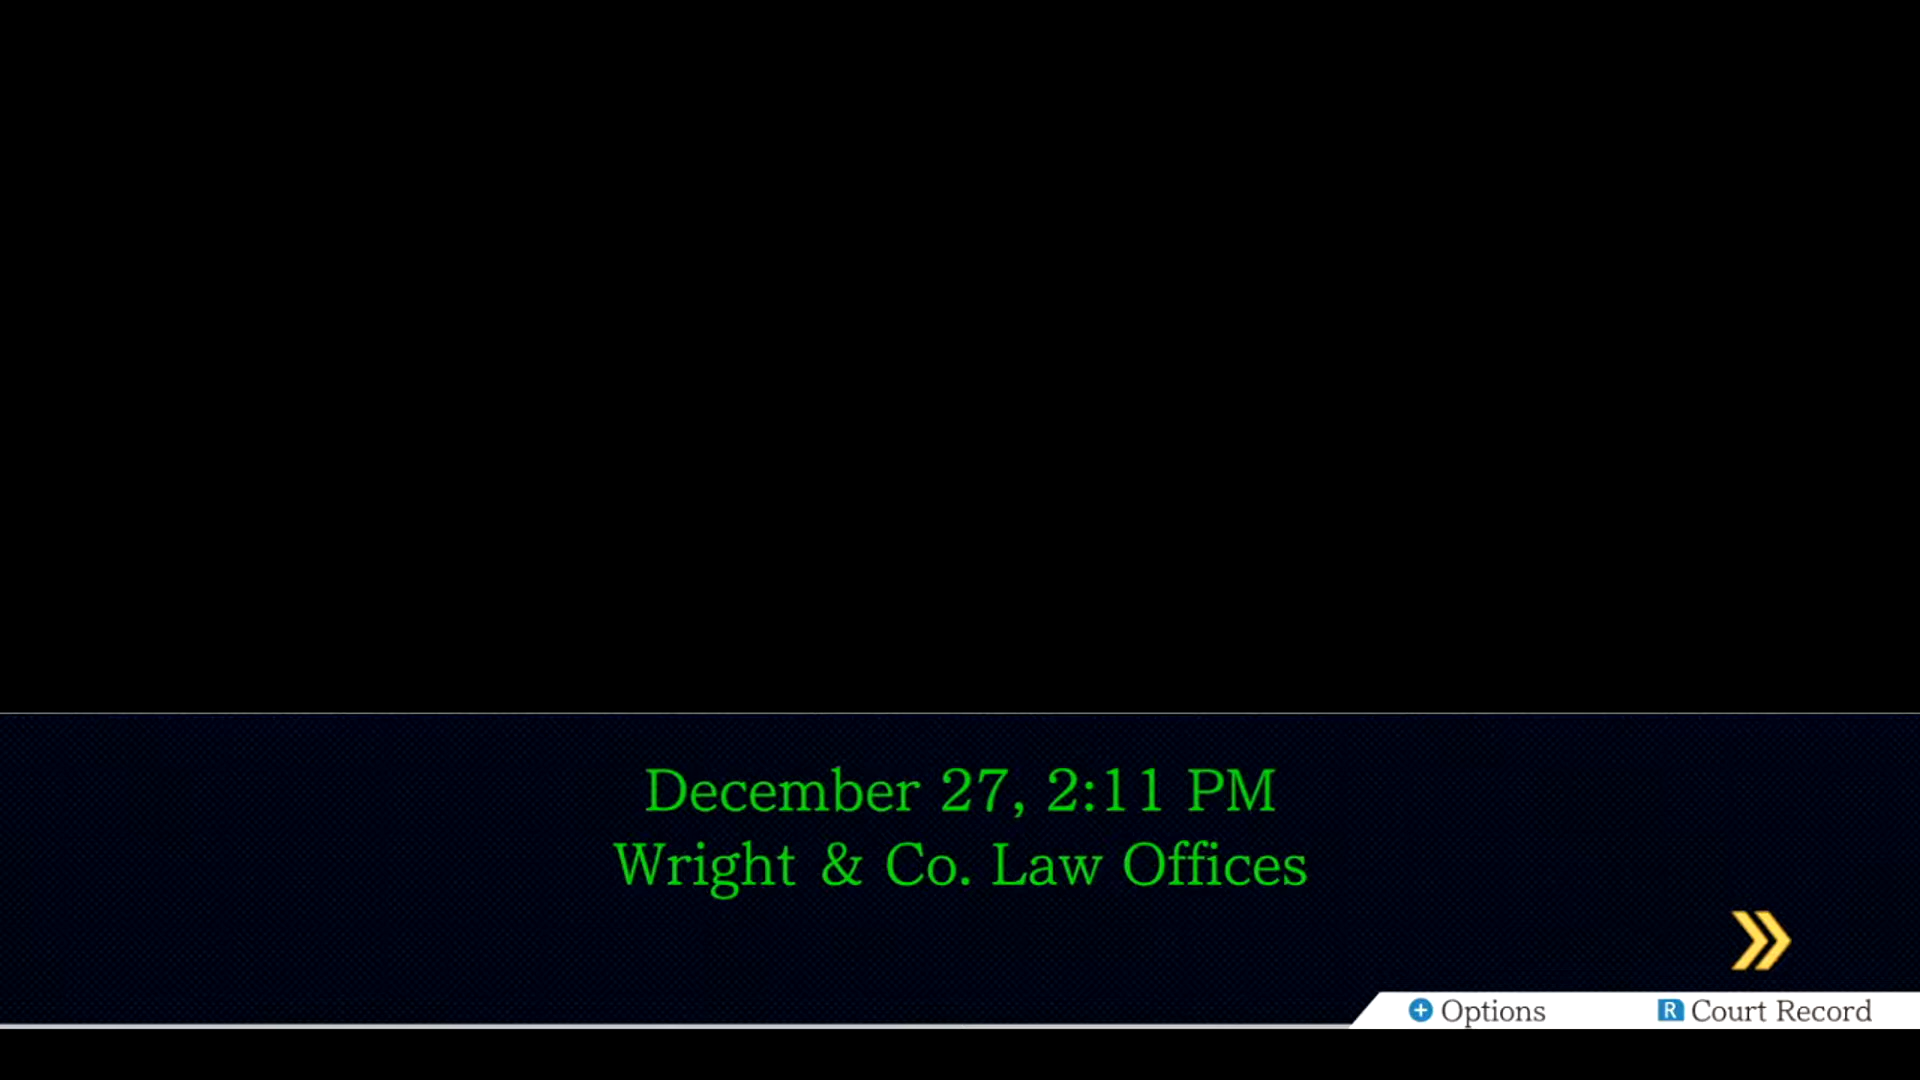 December 27, 2:11 PM
Wright & Co. Law Offices
+ Options R Court Record